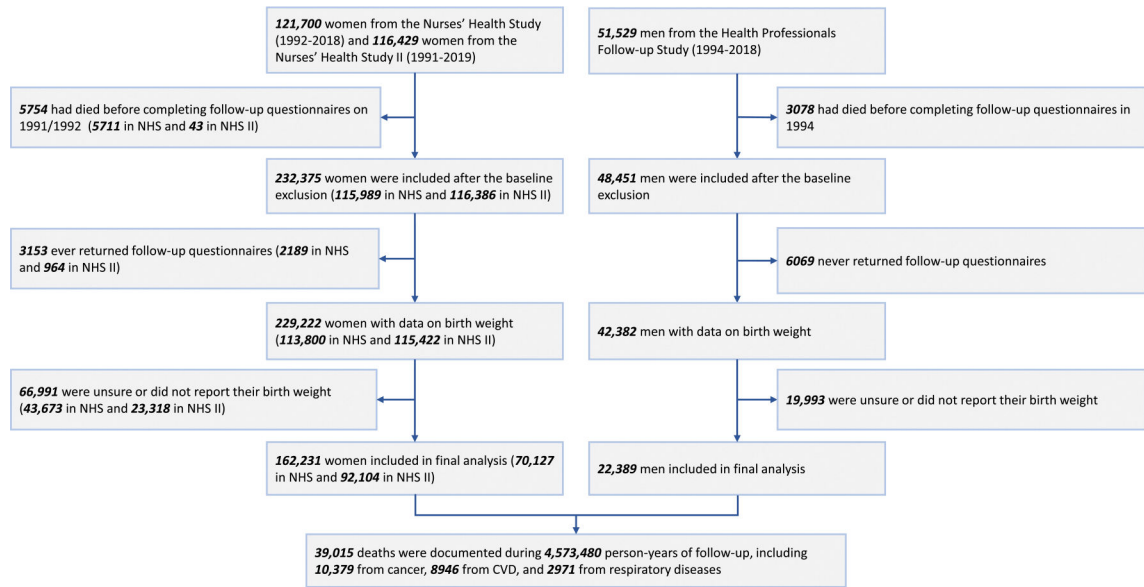 121,700 women from the Nurses’ Health Study
(1992-2018) and 116,429 women from the
Nurses’ Health Study II (1991-2019)
51,529 men from the Health Professionals
Follow-up Study (1994-2018)
5754 had died before completing follow-up questionnaires on
1991/1992 (5711 in NHS and 43 in NHS II)
3078 had died before completing follow-up questionnaires in
1994
232,375 women were included after the baseline
exclusion (115,989 in NHS and 116,386 in NHS II)
48,451 men were included after the baseline
exclusion
3153 ever returned follow-up questionnaires (2189 in NHS
and 964 in NHS II)
6069 never returned follow-up questionnaires
229,222 women with data on birth weight
(113,800 in NHS and 115,422 in NHS II)
42,382 men with data on birth weight
66,991 were unsure or did not report their birth weight
(43,673 in NHS and 23,318 in NHS II)
19,993 were unsure or did not report their birth weight
162,231 women included in final analysis (70,127
in NHS and 92,104 in NHS II)
22,389 men included in final analysis
39,015 deaths were documented during 4,573,480 person-years of follow-up, including
10,379 from cancer, 8946 from CVD, and 2971 from respiratory diseases